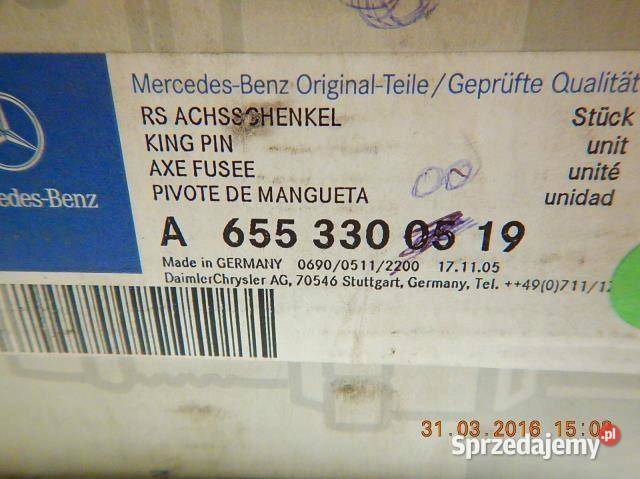 Mercedes-Benz Original-Teile/Geprüfte Qualität
RS ACHSSCHENKEL Stück
KING PIN unit
AXE FUSEE unité
PIVOTE DE MANGUETA unidad
edes-Benz
00
A 655 330 05 19
Made in GERMANY 0690/0511/2200 17.11.05
DaimlerChrysler AG, 70546 Stuttgart, Germany, Tel. ++49(0)711/1
31.03.2016 15:0
Sprzedajemy.pl